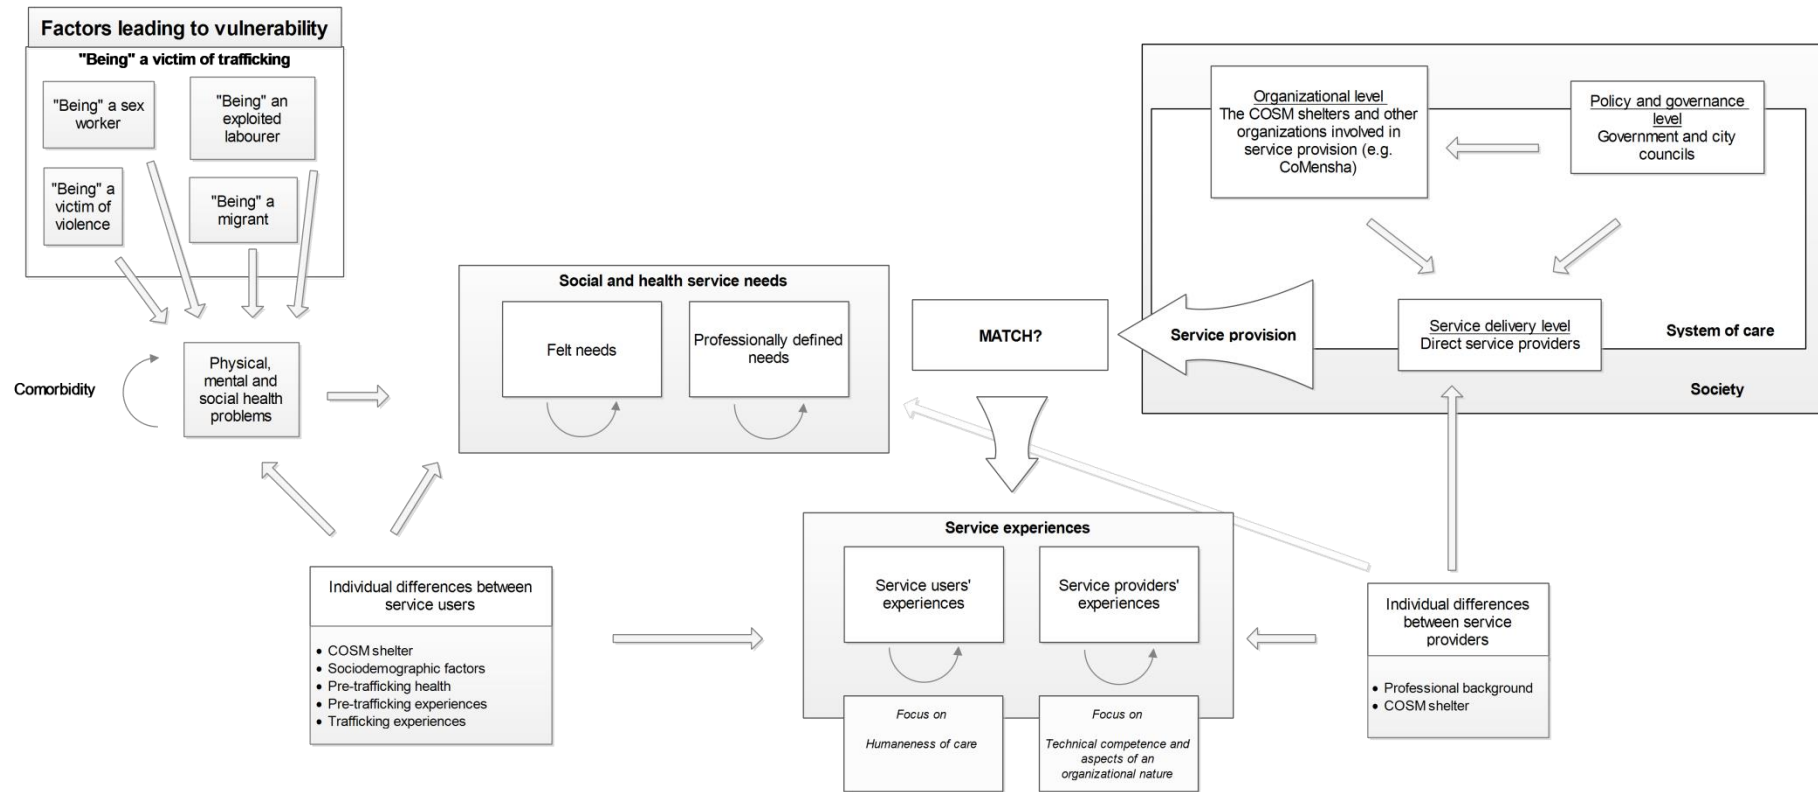 Factors leading to vulnerability
"Being" a victim of trafficking
"Being" a sex
worker
"Being" an
exploited
labourer
"Being" a
victim of
violence
"Being" a
migrant
Comorbidity
Physical,
mental and
social health
problems
Social and health service needs
Felt needs
Professionally defined
needs
MATCH?
Service provision
Organizational level
The COSM shelters and other
organizations involved in
service provision (e.g.
CoMensha)
Policy and governance
level
Government and city
councils
Service delivery level
Direct service providers
System of care
Society
Individual differences between
service users
• COSM shelter
• Sociodemographic factors
• Pre-trafficking health
• Pre-trafficking experiences
• Trafficking experiences
Service experiences
Service users'
experiences
Service providers'
experiences
Focus on
Humaneness of care
Focus on
Technical competence and
aspects of an
organizational nature
Individual differences
between service
providers
• Professional background
• COSM shelter